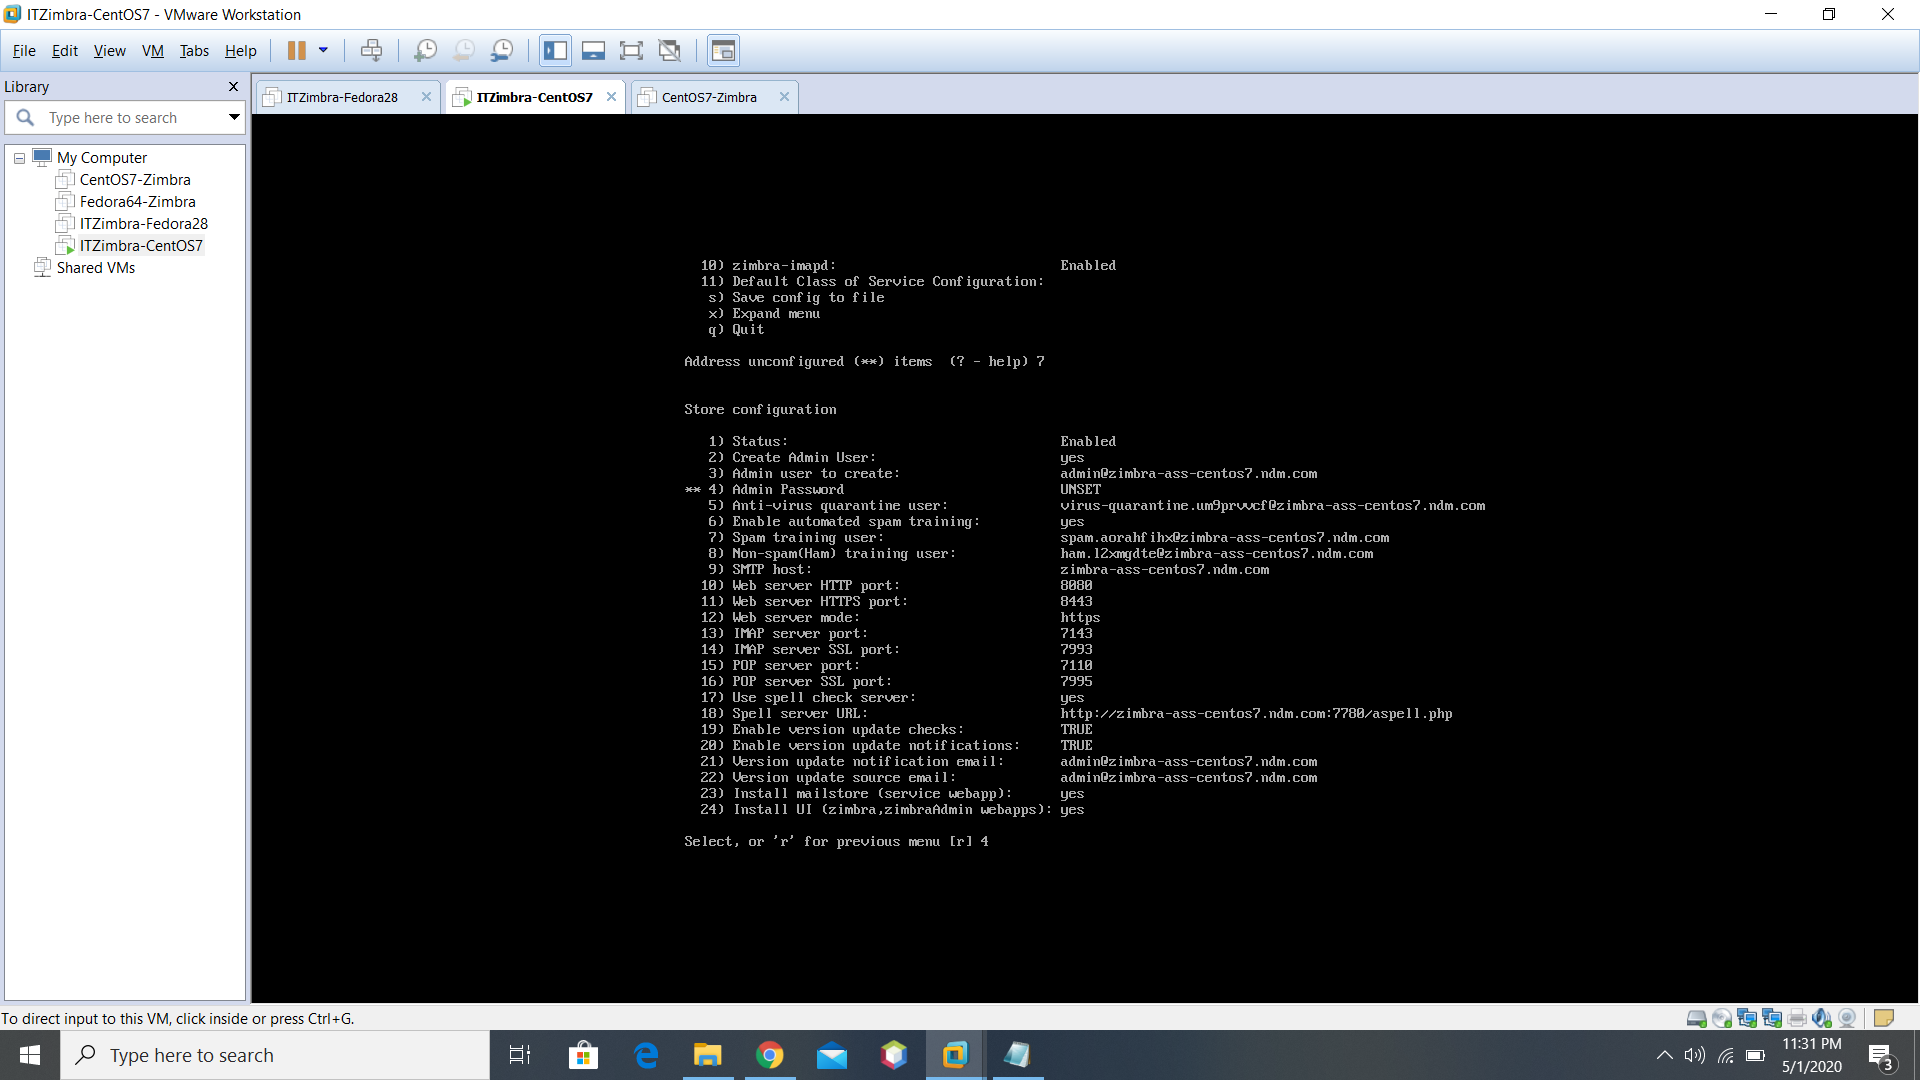 ITZimbra-CentOS7 - VMware Workstation
File Edit View VM Tabs Help
Library x
Type here to search
My Computer
CentOS7-Zimbra
Fedora64-Zimbra
ITZimbra-Fedora28
ITZimbra-CentOS7
Shared VMs
ITZimbra-Fedora28 ITZimbra-CentOS7 CentOS7-Zimbra
10) zimbra-imapd: Enabled
11) Default Class of Service Configuration:
s) Save config to file
x) Expand menu
q) Quit
Address unconfigured (**) items (? - help) 7
Store configuration
1) Status: Enabled
2) Create Admin User: yes
3) Admin user to create: admin@zimbra-ass-centos7.ndm.com
** 4) Admin Password UNSET
5) Anti-virus quarantine user: virus-quarantine.um9prvvcf@zimbra-ass-centos7.ndm.com
6) Enable automated spam training: yes
7) Spam training user: spam.aorahfihx@zimbra-ass-centos7.ndm.com
8) Non-spam(Ham) training user: ham.l2xmgdte@zimbra-ass-centos7.ndm.com
9) SMTP host: zimbra-ass-centos7.ndm.com
10) Web server HTTP port: 8080
11) Web server HTTPS port: 8443
12) Web server mode: https
13) IMAP server port: 7143
14) IMAP server SSL port: 7993
15) POP server port: 7110
16) POP server SSL port: 7995
17) Use spell check server: yes
18) Spell server URL: http://zimbra-ass-centos7.ndm.com:7780/aspell.php
19) Enable version update checks: TRUE
20) Enable version update notifications: TRUE
21) Version update notification email: admin@zimbra-ass-centos7.ndm.com
22) Version update source email: admin@zimbra-ass-centos7.ndm.com
23) Install mailstore (service webapp): yes
24) Install UI (zimbra,zimbraAdmin webapps): yes
Select, or 'r' for previous menu [r] 4
To direct input to this VM, click inside or press Ctrl+G.
Type here to search
11:31 PM
5/1/2020
3